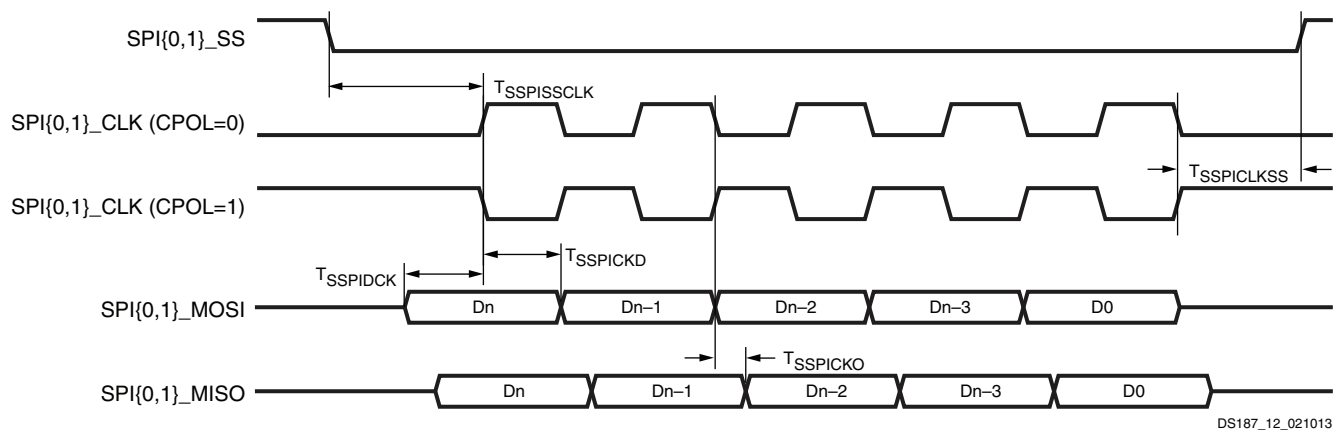 SPI{0,1}_SS
TSSPISSCLK
SPI{0,1}_CLK (CPOL=0)
TSSPICLKSS
SPI{0,1}_CLK (CPOL=1)
TSSPICKD
TSSPIDCK
SPI{0,1}_MOSI Dn Dn–1 Dn–2 Dn–3 D0
TSSPICKO
SPI{0,1}_MISO Dn Dn–1 Dn–2 Dn–3 D0
DS187_12_021013